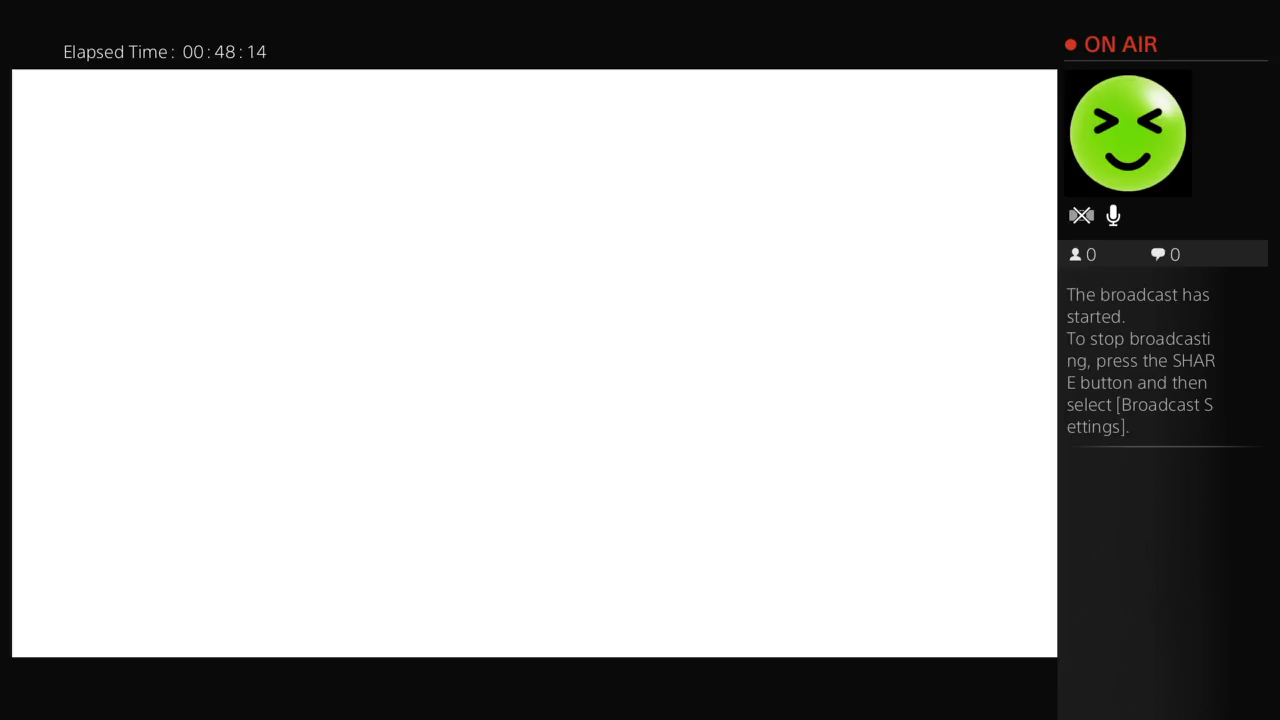 Elapsed Time: 00:48:14
ON AIR
0 0
The broadcast has
started.
To stop broadcasti
ng, press the SHAR
E button and then
select [Broadcast S
ettings].